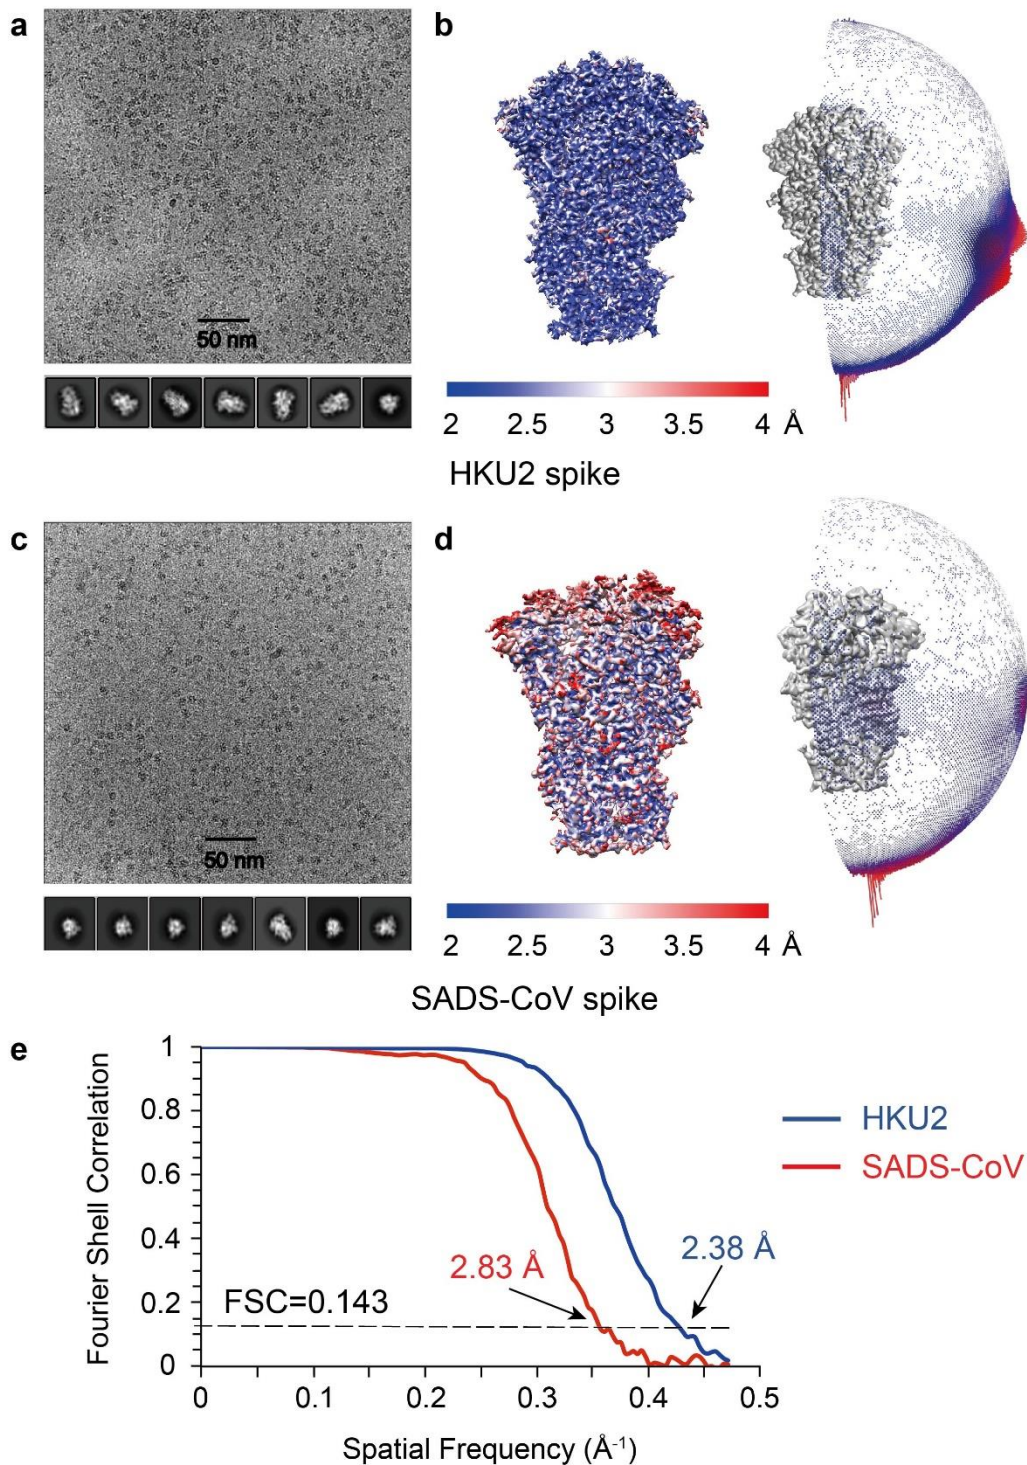 a
50 nm
b
2 2.5 3 3.5 4 Å
HKU2 spike
c
50 nm
d
2 2.5 3 3.5 4 Å
SADS-CoV spike
e
Fourier Shell Correlation
1
0.8
0.6
0.4
0.2
0
FSC=0.143
2.83 Å
2.38 Å
HKU2
SADS-CoV
0 0.1 0.2 0.3 0.4 0.5
Spatial Frequency (Å⁻¹)